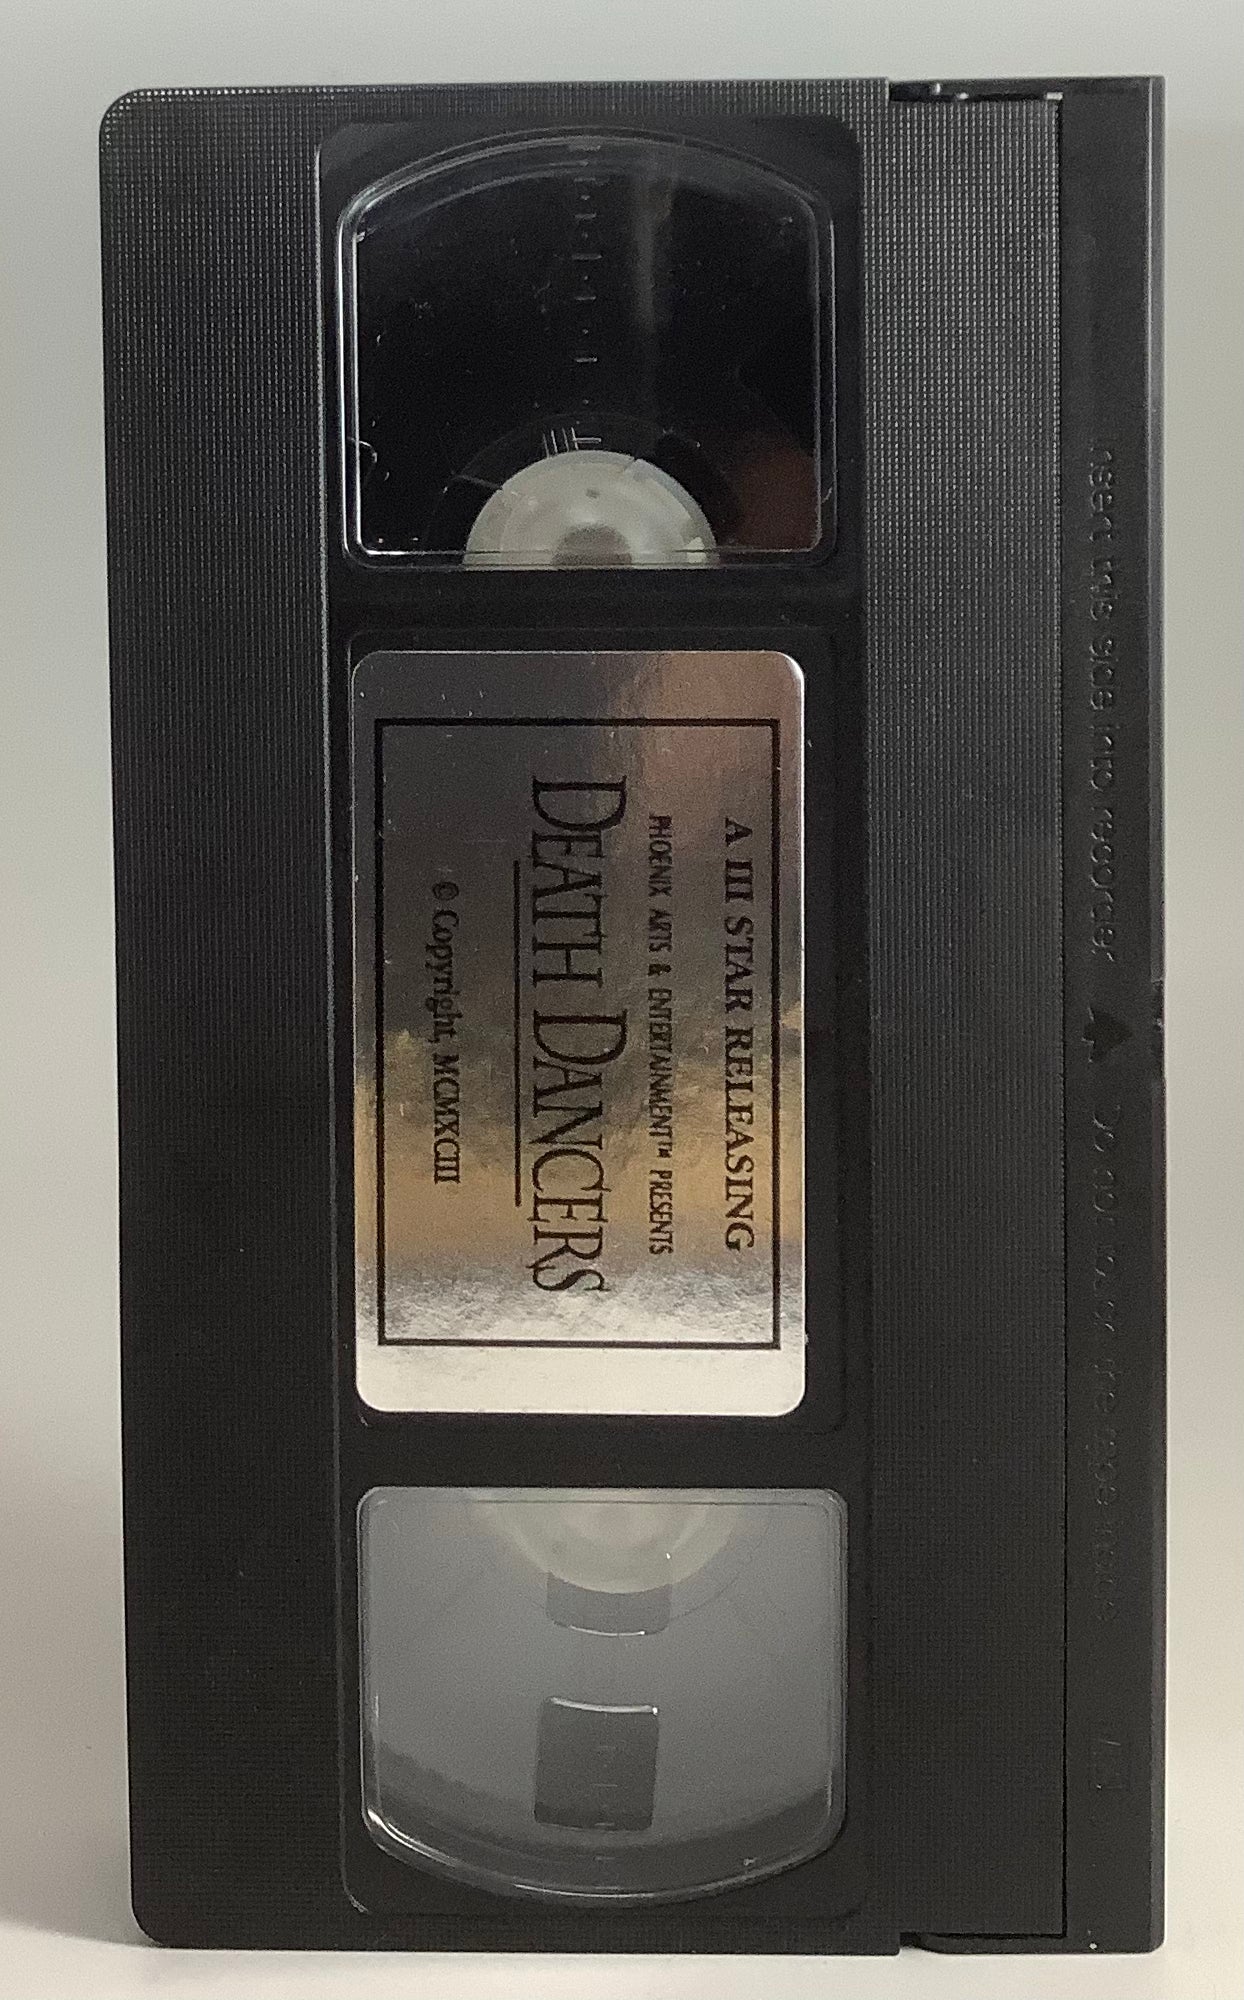 Insert this side into recorder ▲ Do not touch the tape inside
A III STAR RELEASING
PHOENIX ARTS & ENTERTAINMENT™ PRESENTS
DEATH DANCERS
© Copyright, MCMXCIII